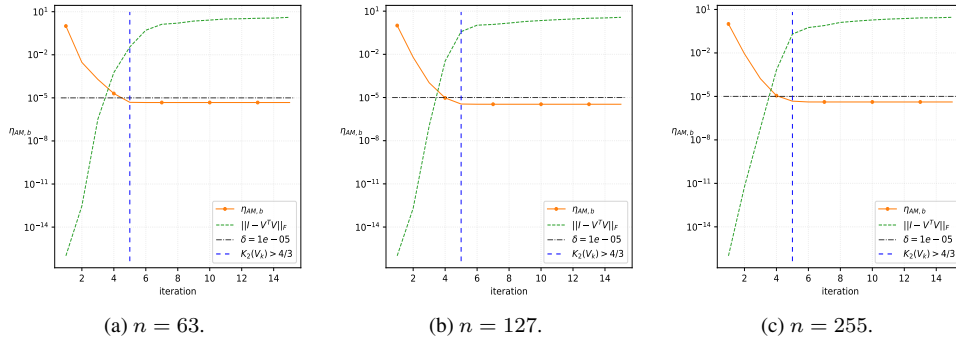 10^1
10^{-2}
10^{-5}
η_{AM,b}
10^{-8}
10^{-11}
10^{-14}
η_{AM,b}
||I − V^T V||_F
δ = 1e − 05
K_2(V_k) > 4/3
2 4 6 8 10 12 14
iteration
(a) n = 63.
10^1
10^{-2}
10^{-5}
η_{AM,b}
10^{-8}
10^{-11}
10^{-14}
η_{AM,b}
||I − V^T V||_F
δ = 1e − 05
K_2(V_k) > 4/3
2 4 6 8 10 12 14
iteration
(b) n = 127.
10^1
10^{-2}
10^{-5}
η_{AM,b}
10^{-8}
10^{-11}
10^{-14}
η_{AM,b}
||I − V^T V||_F
δ = 1e − 05
K_2(V_k) > 4/3
2 4 6 8 10 12 14
iteration
(c) n = 255.